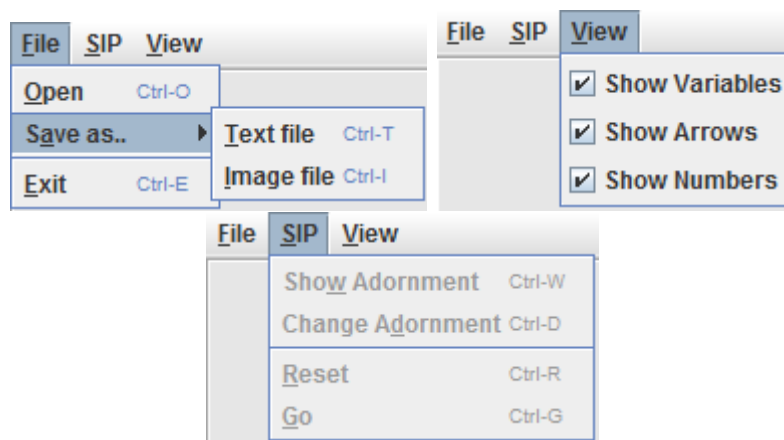 File SIP View
Open Ctrl-O
Save as..
Text file Ctrl-T
Image file Ctrl-I
Exit Ctrl-E
File SIP View
Show Variables
Show Arrows
Show Numbers
File SIP View
Show Adornment Ctrl-W
Change Adornment Ctrl-D
Reset Ctrl-R
Go Ctrl-G